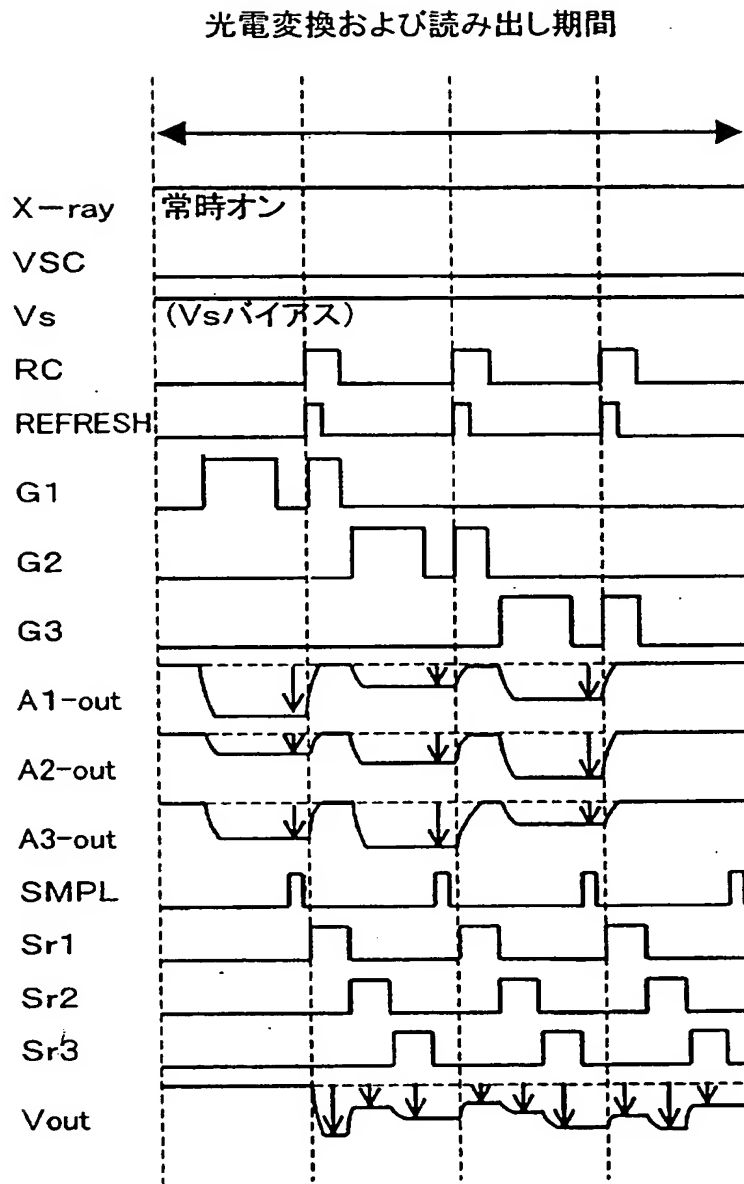 光電変換および読み出し期間
X－ray 常時オン
VSC
Vs (Vsバイアス)
RC
REFRESH
G1
G2
G3
A1-out
A2-out
A3-out
SMPL
Sr1
Sr2
Sr3
Vout